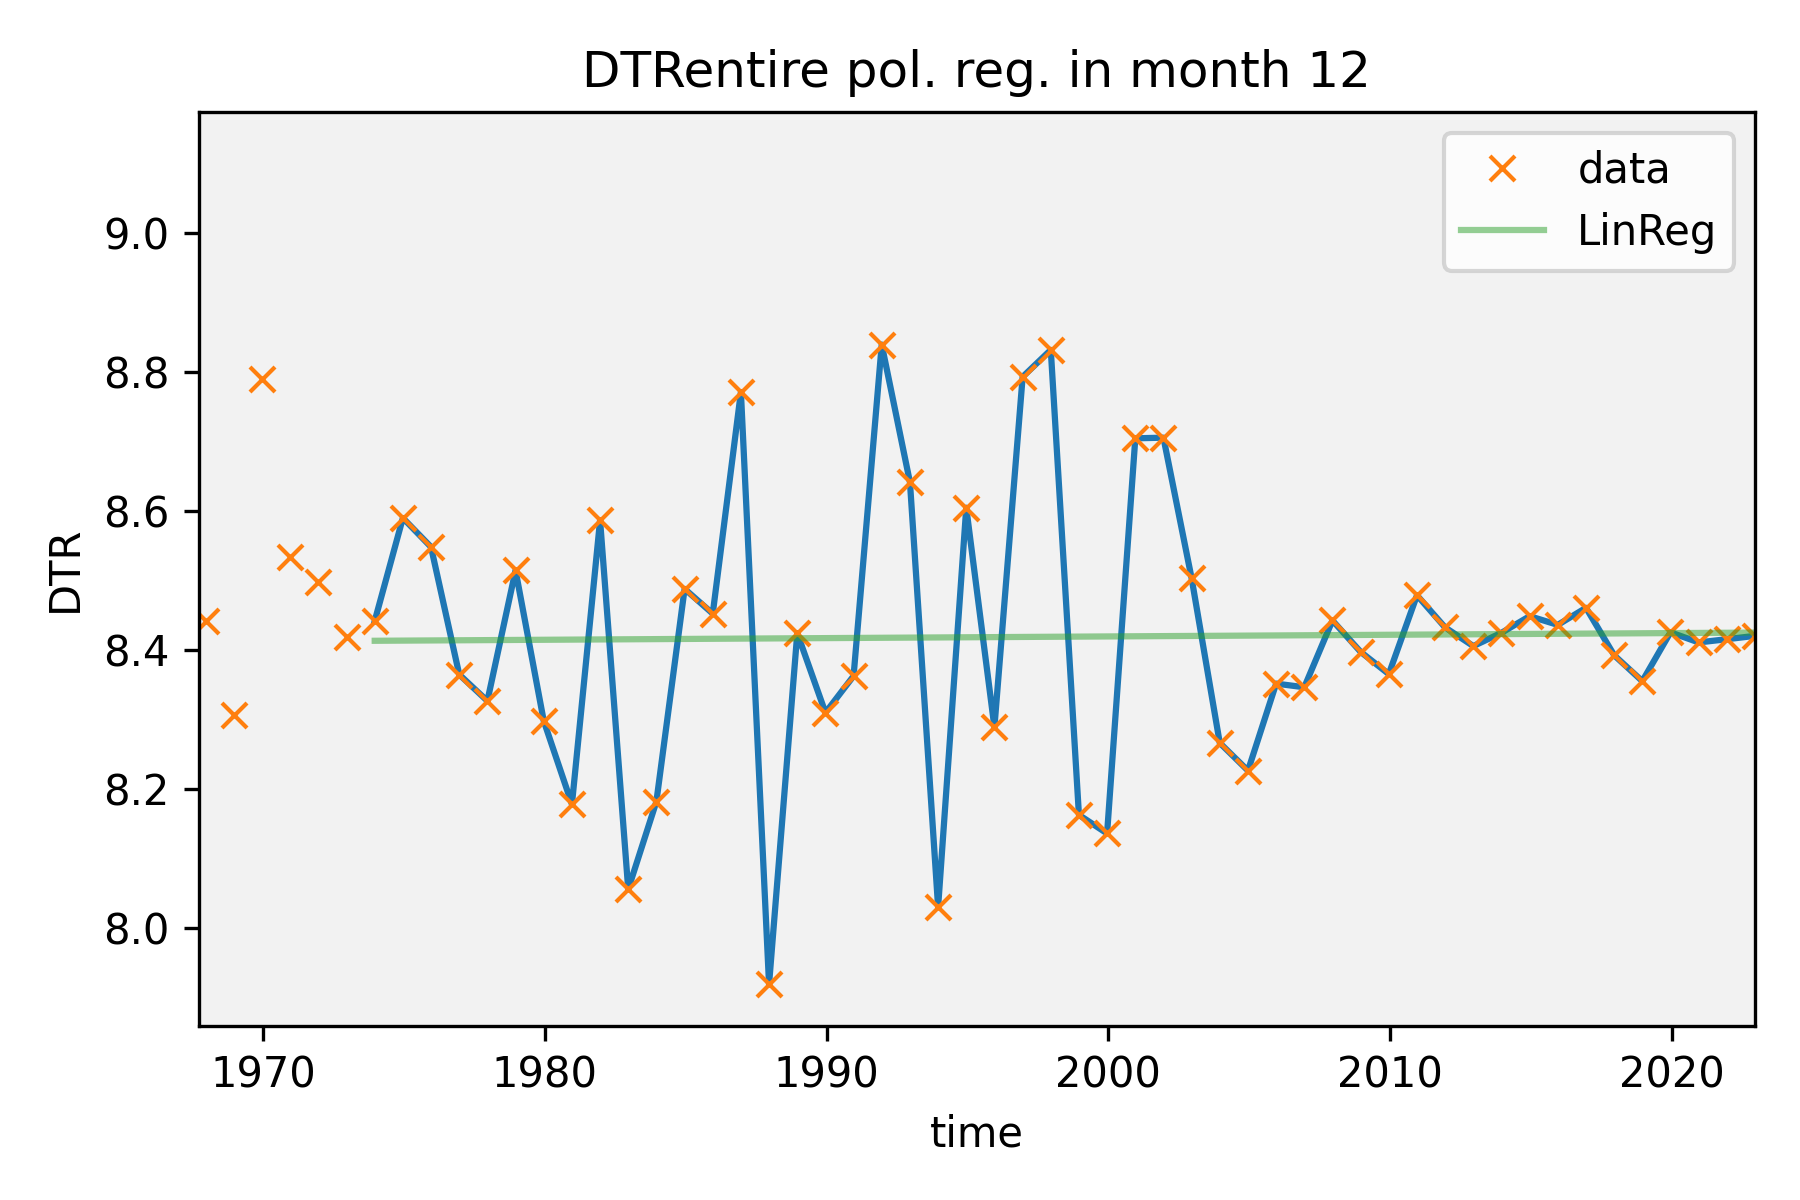 DTRentire pol. reg. in month 12
data
LinReg
9.0
8.8
8.6
8.4
8.2
8.0
DTR
1970 1980 1990 2000 2010 2020
time